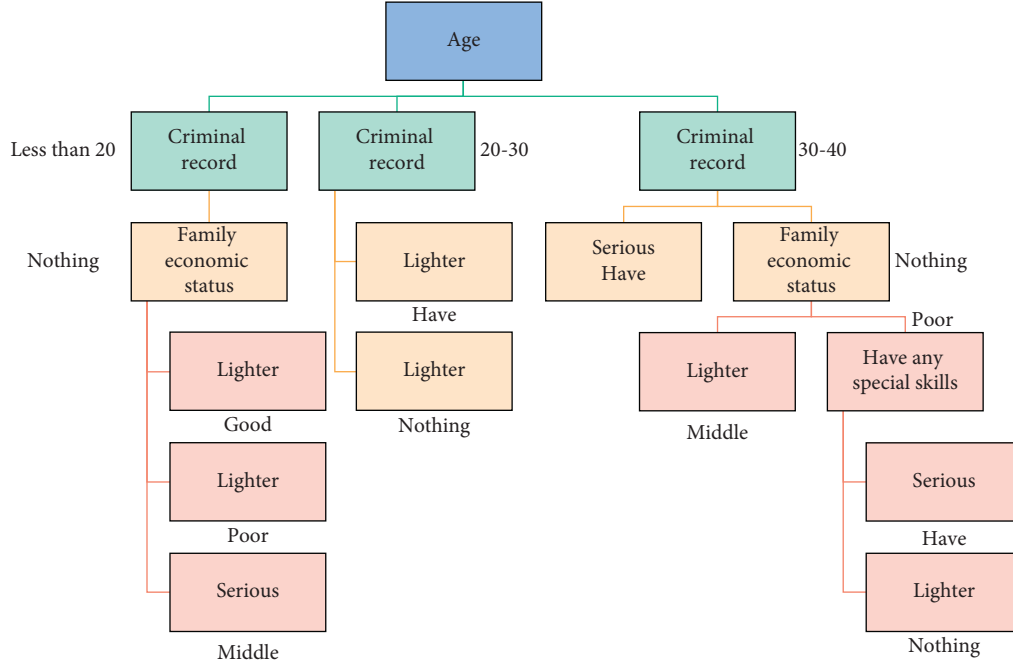 Age
Less than 20
Criminal
record
Criminal
record
20-30
Criminal
record
30-40
Nothing
Family
economic
status
Lighter
Have
Serious
Have
Family
economic
status
Nothing
Lighter
Good
Lighter
Nothing
Lighter
Middle
Poor
Have any
special skills
Lighter
Poor
Serious
Have
Serious
Middle
Lighter
Nothing